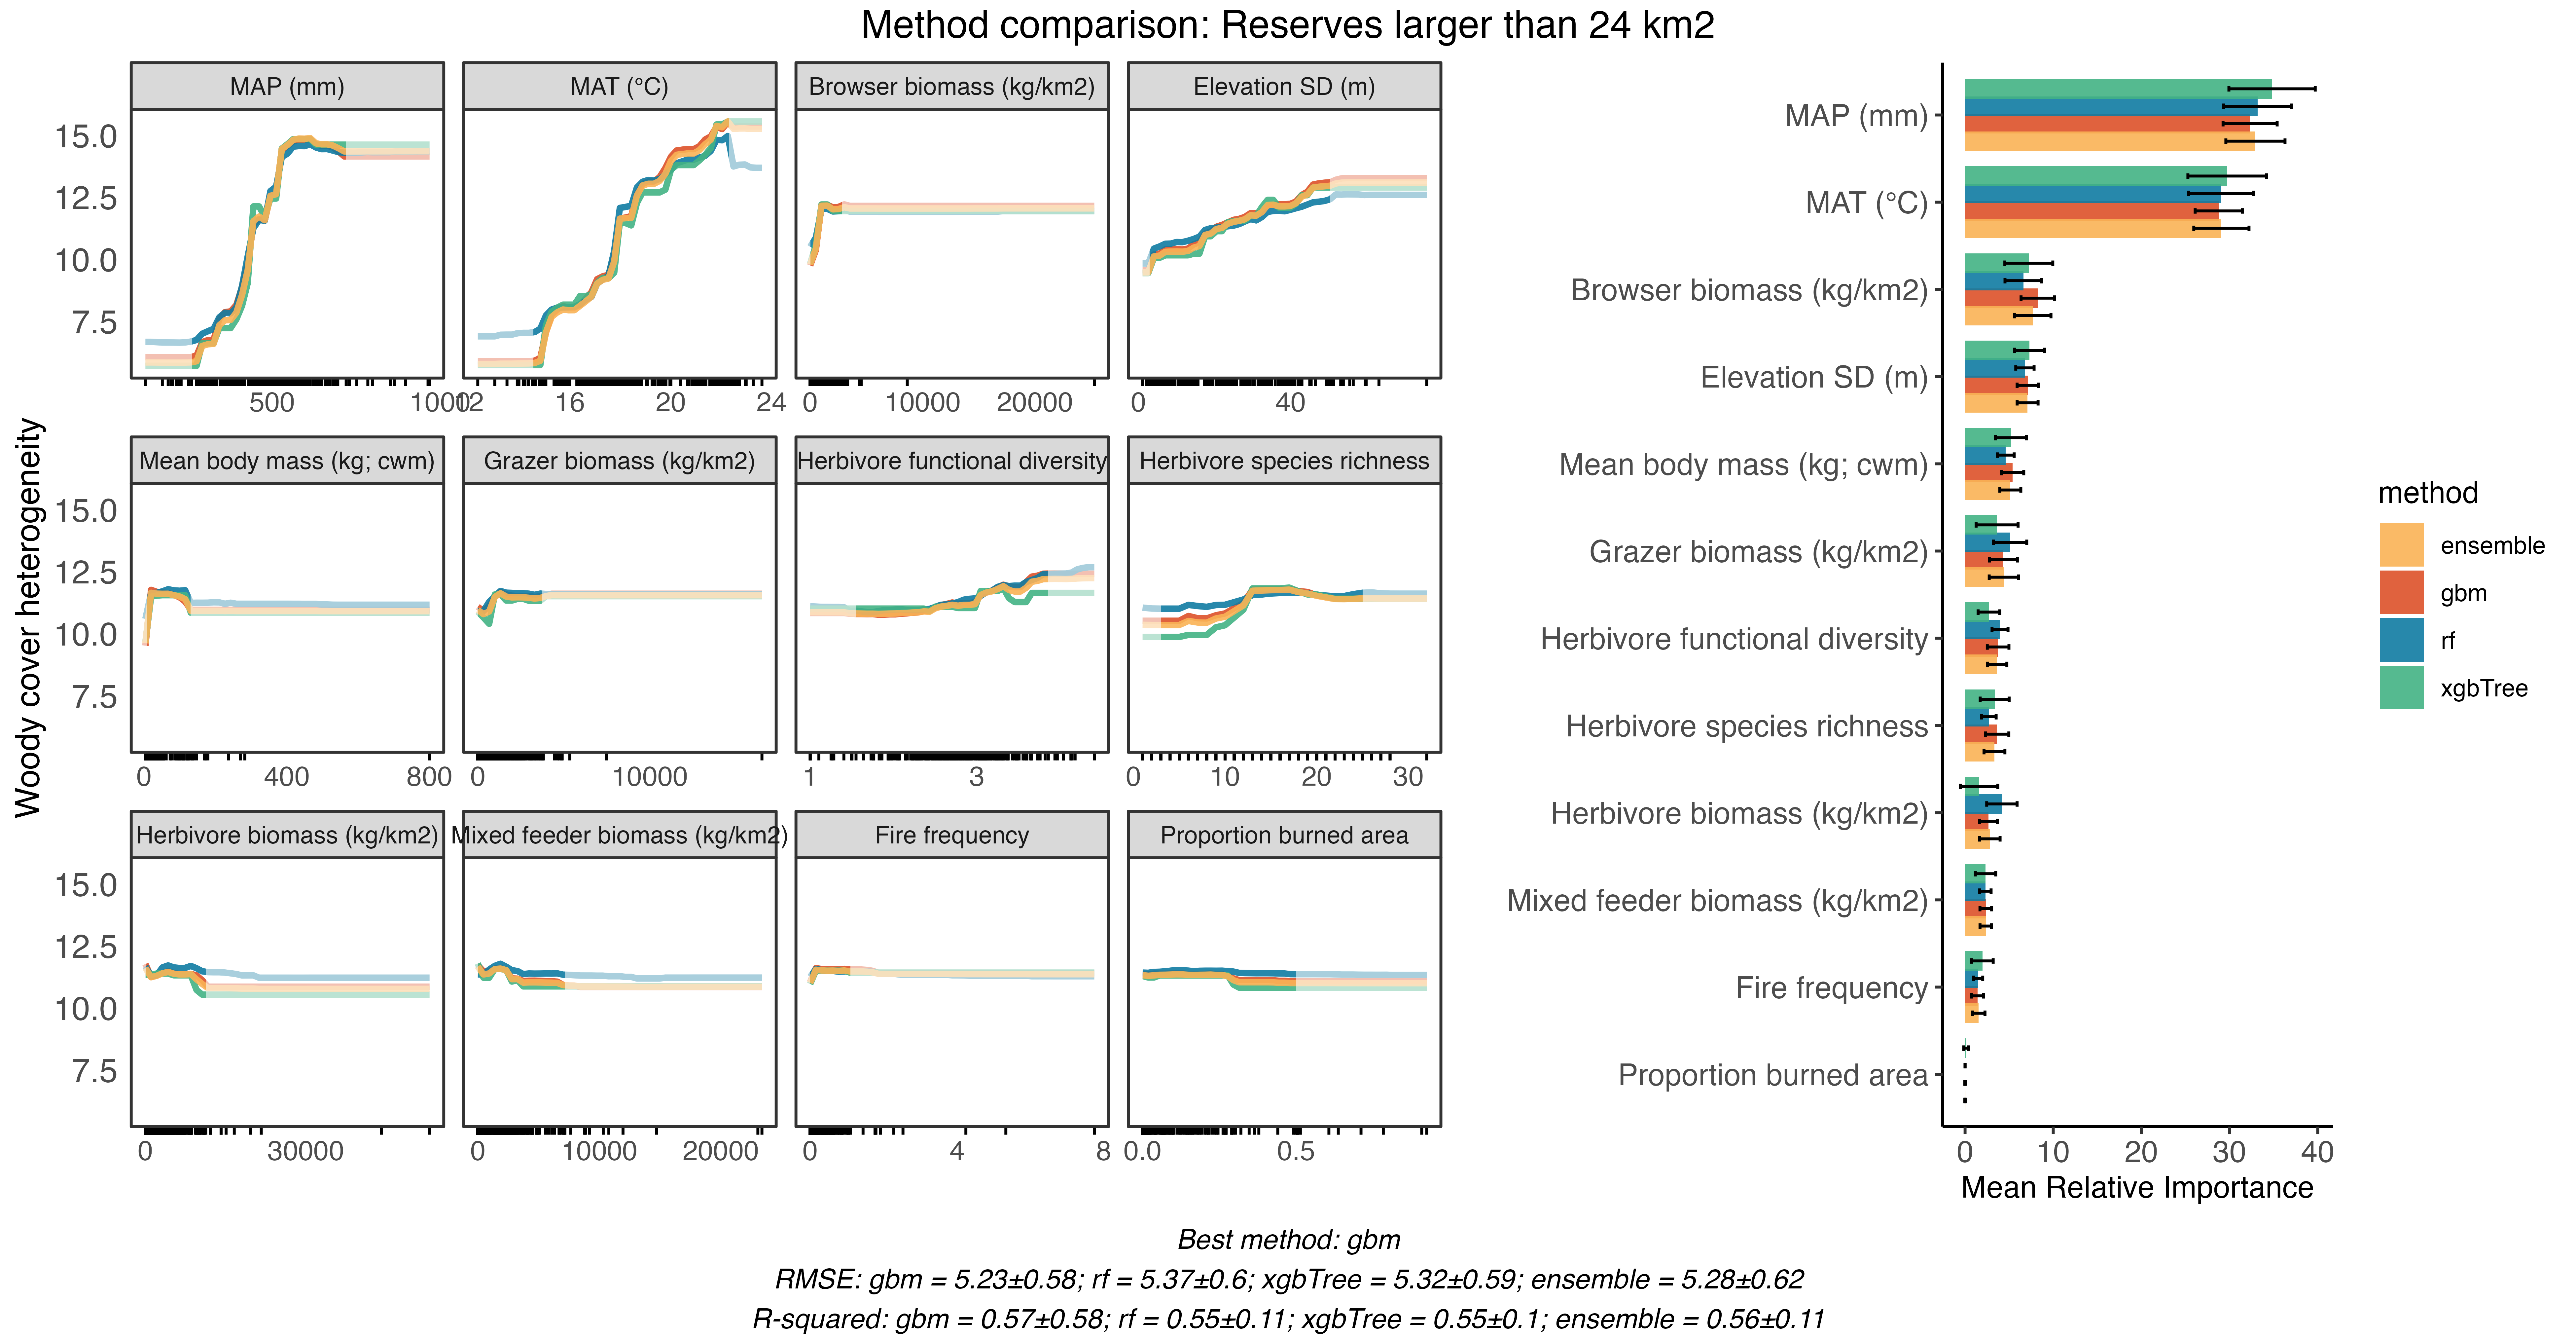 Method comparison: Reserves larger than 24 km2
Woody cover heterogeneity
MAP (mm)
MAT (°C)
Browser biomass (kg/km2)
Elevation SD (m)
15.0
12.5
10.0
7.5
500 1000
12 16 20 24
0 10000 20000
0 40
Mean body mass (kg; cwm)
Grazer biomass (kg/km2)
Herbivore functional diversity
Herbivore species richness
15.0
12.5
10.0
7.5
0 400 800
0 10000
1 3
0 10 20 30
Herbivore biomass (kg/km2)
Mixed feeder biomass (kg/km2)
Fire frequency
Proportion burned area
15.0
12.5
10.0
7.5
0 30000
0 10000 20000
0 4 8
0.0 0.5
MAP (mm)
MAT (°C)
Browser biomass (kg/km2)
Elevation SD (m)
Mean body mass (kg; cwm)
Grazer biomass (kg/km2)
Herbivore functional diversity
Herbivore species richness
Herbivore biomass (kg/km2)
Mixed feeder biomass (kg/km2)
Fire frequency
Proportion burned area
0 10 20 30 40
Mean Relative Importance
method
ensemble
gbm
rf
xgbTree
Best method: gbm
RMSE: gbm = 5.23±0.58; rf = 5.37±0.6; xgbTree = 5.32±0.59; ensemble = 5.28±0.62
R-squared: gbm = 0.57±0.58; rf = 0.55±0.11; xgbTree = 0.55±0.1; ensemble = 0.56±0.11